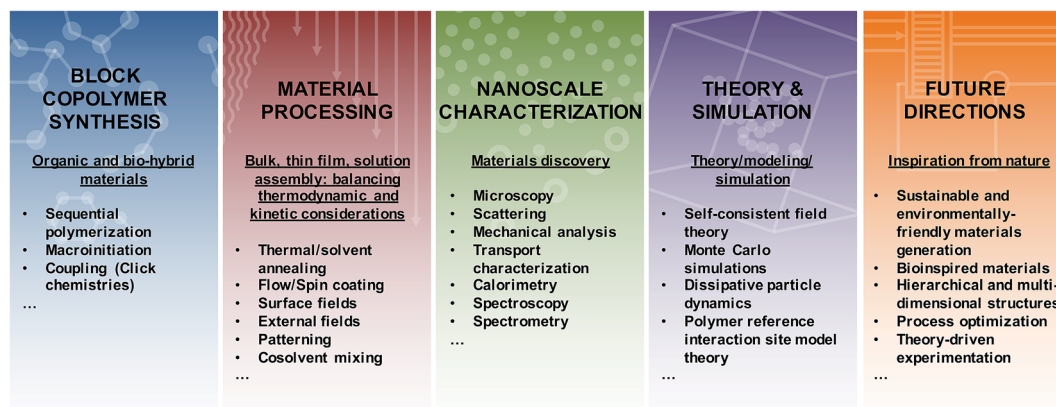 BLOCK
COPOLYMER
SYNTHESIS
Organic and bio-hybrid
materials
• Sequential
polymerization
• Macroinitiation
• Coupling (Click
chemistries)
…
MATERIAL
PROCESSING
Bulk, thin film, solution
assembly: balancing
thermodynamic and
kinetic considerations
• Thermal/solvent
annealing
• Flow/Spin coating
• Surface fields
• External fields
• Patterning
• Cosolvent mixing
…
NANOSCALE
CHARACTERIZATION
Materials discovery
• Microscopy
• Scattering
• Mechanical analysis
• Transport
characterization
• Calorimetry
• Spectroscopy
• Spectrometry
…
THEORY &
SIMULATION
Theory/modeling/
simulation
• Self-consistent field
theory
• Monte Carlo
simulations
• Dissipative particle
dynamics
• Polymer reference
interaction site model
theory
…
FUTURE
DIRECTIONS
Inspiration from nature
• Sustainable and
environmentally-
friendly materials
generation
• Bioinspired materials
• Hierarchical and multi-
dimensional structures
• Process optimization
• Theory-driven
experimentation
…